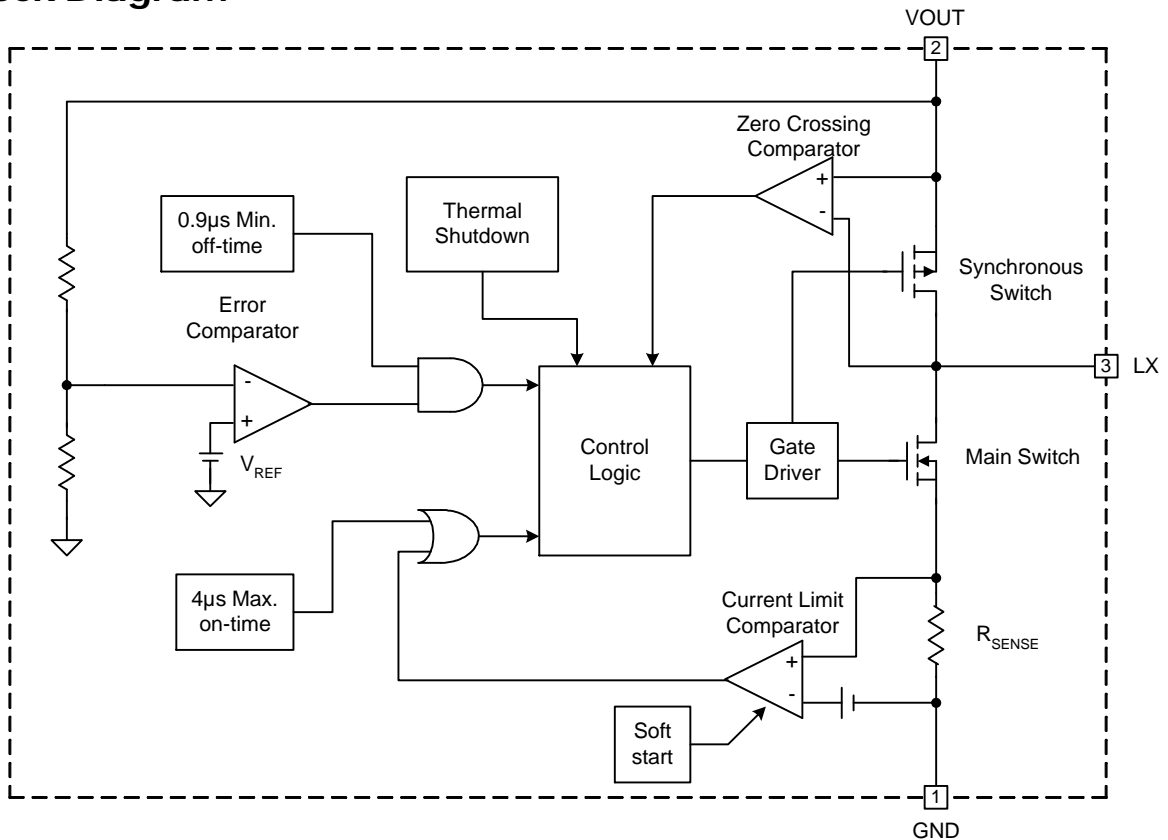 VOUT
2
Zero Crossing
Comparator
+
-
0.9µs Min.
off-time
Thermal
Shutdown
Synchronous
Switch
Error
Comparator
-
+
VREF
3
LX
Control
Logic
Gate
Driver
Main Switch
4µs Max.
on-time
Current Limit
Comparator
+
-
RSENSE
Soft
start
1
GND